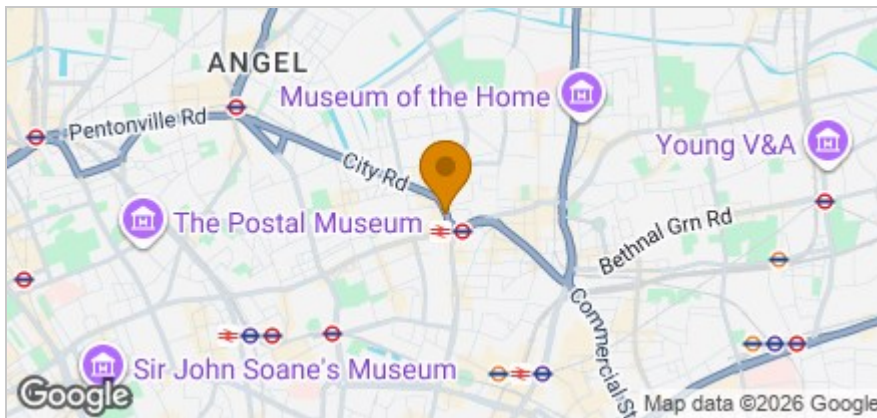 ANGEL
Museum of the Home
Pentonville Rd
Young V&A
City Rd
The Postal Museum
Bethnal Grn Rd
Commercial St
Sir John Soane's Museum
Google
Map data ©2026 Google